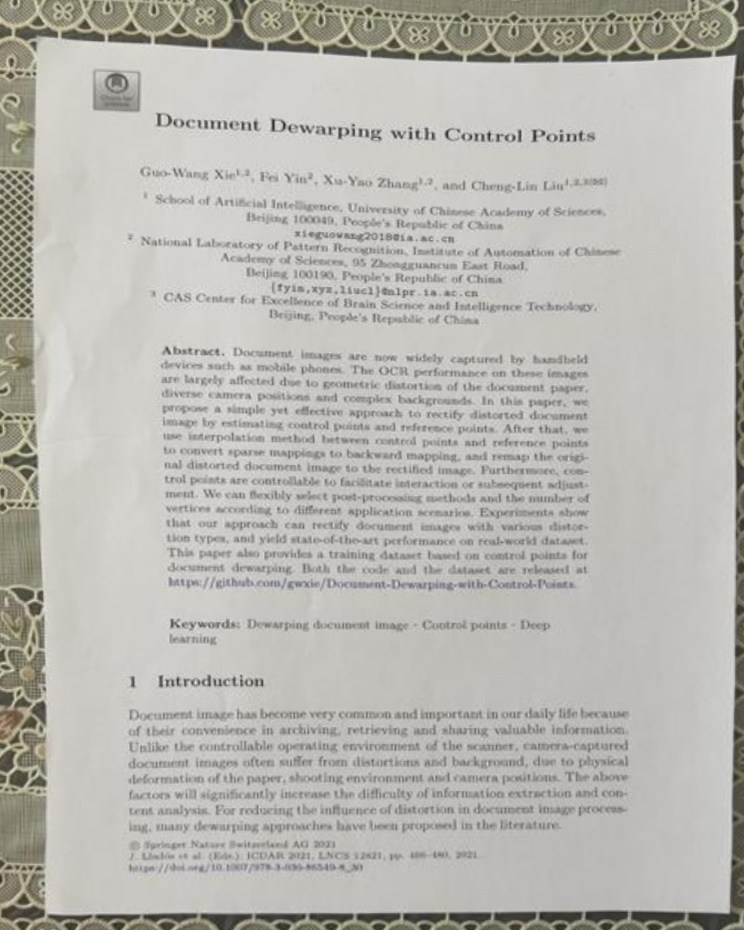 Check for
updates
Document Dewarping with Control Points
Guo-Wang Xie1,2, Fei Yin2, Xu-Yao Zhang1,2, and Cheng-Lin Liu1,2,3(✉)
1 School of Artificial Intelligence, University of Chinese Academy of Sciences,
Beijing 100049, People's Republic of China
xieguowang2018@ia.ac.cn
2 National Laboratory of Pattern Recognition, Institute of Automation of Chinese
Academy of Sciences, 95 Zhongguancun East Road,
Beijing 100190, People's Republic of China
{fyin,xyz,liucl}@nlpr.ia.ac.cn
3 CAS Center for Excellence of Brain Science and Intelligence Technology,
Beijing, People's Republic of China
Abstract. Document images are now widely captured by handheld
devices such as mobile phones. The OCR performance on these images
are largely affected due to geometric distortion of the document paper,
diverse camera positions and complex backgrounds. In this paper, we
propose a simple yet effective approach to rectify distorted document
image by estimating control points and reference points. After that, we
use interpolation method between control points and reference points
to convert sparse mappings to backward mapping, and remap the origi-
nal distorted document image to the rectified image. Furthermore, con-
trol points are controllable to facilitate interaction or subsequent adjust-
ment. We can flexibly select post-processing methods and the number of
vertices according to different application scenarios. Experiments show
that our approach can rectify document images with various distor-
tion types, and yield state-of-the-art performance on real-world dataset.
This paper also provides a training dataset based on control points for
document dewarping. Both the code and the dataset are released at
https://github.com/gwxie/Document-Dewarping-with-Control-Points.
Keywords: Dewarping document image · Control points · Deep
learning
1 Introduction
Document image has become very common and important in our daily life because
of their convenience in archiving, retrieving and sharing valuable information.
Unlike the controllable operating environment of the scanner, camera-captured
document images often suffer from distortions and background, due to physical
deformation of the paper, shooting environment and camera positions. The above
factors will significantly increase the difficulty of information extraction and con-
tent analysis. For reducing the influence of distortion in document image process-
ing, many dewarping approaches have been proposed in the literature.
© Springer Nature Switzerland AG 2021
J. Lladós et al. (Eds.): ICDAR 2021, LNCS 12821, pp. 466–480, 2021.
https://doi.org/10.1007/978-3-030-86549-8_30